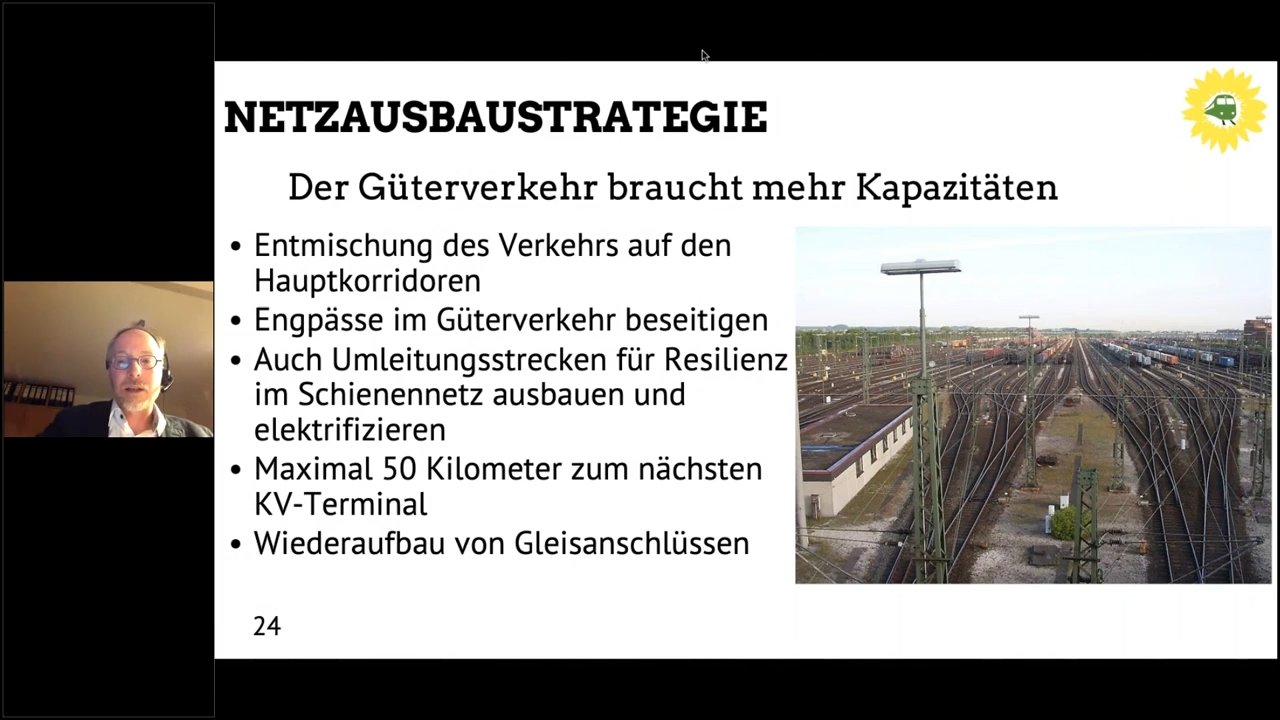 NETZAUSBAUSTRATEGIE
Der Güterverkehr braucht mehr Kapazitäten
• Entmischung des Verkehrs auf den
Hauptkorridoren
• Engpässe im Güterverkehr beseitigen
• Auch Umleitungsstrecken für Resilienz
im Schienennetz ausbauen und
elektrifizieren
• Maximal 50 Kilometer zum nächsten
KV-Terminal
• Wiederaufbau von Gleisanschlüssen
24